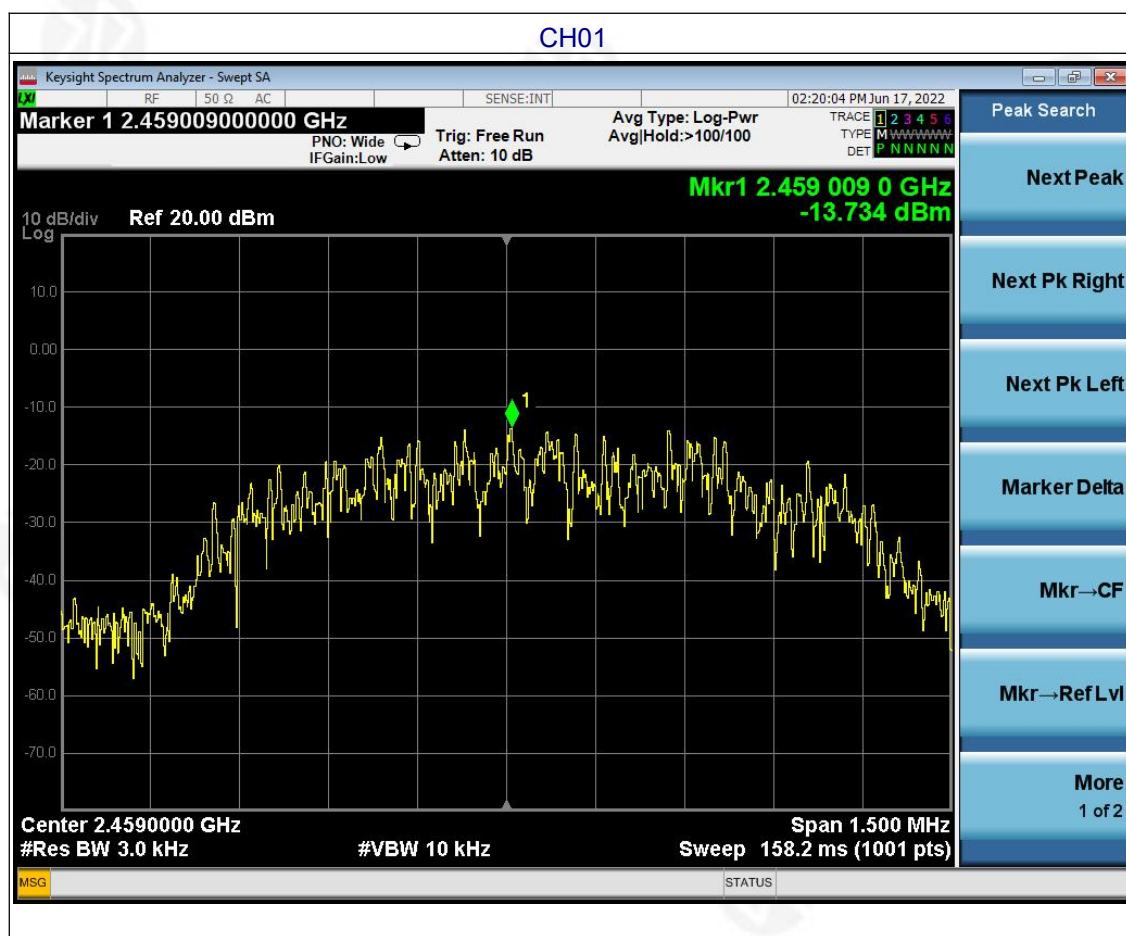 CH01
Keysight Spectrum Analyzer - Swept SA
LXI RF 50 Ω AC SENSE:INT 02:20:04 PM Jun 17, 2022
Marker 1 2.459009000000 GHz
PNO: Wide
IFGain:Low
Trig: Free Run
Atten: 10 dB
Avg Type: Log-Pwr
Avg|Hold:>100/100
TRACE 1 2 3 4 5 6
TYPE M W W W W W
DET P N N N N N
Mkr1 2.459 009 0 GHz
-13.734 dBm
10 dB/div Ref 20.00 dBm
Log
10.0
0.00
-10.0
1
-20.0
-30.0
-40.0
-50.0
-60.0
-70.0
Center 2.4590000 GHz Span 1.500 MHz
#Res BW 3.0 kHz #VBW 10 kHz Sweep 158.2 ms (1001 pts)
MSG STATUS
Peak Search
Next Peak
Next Pk Right
Next Pk Left
Marker Delta
Mkr→CF
Mkr→Ref Lvl
More
1 of 2